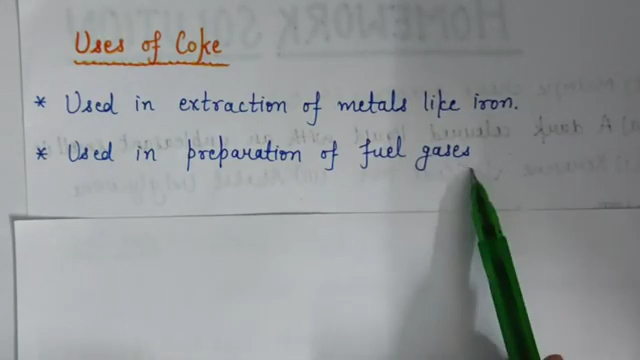 Uses of Coke
* Used in extraction of metals like iron.
* Used in preparation of fuel gases